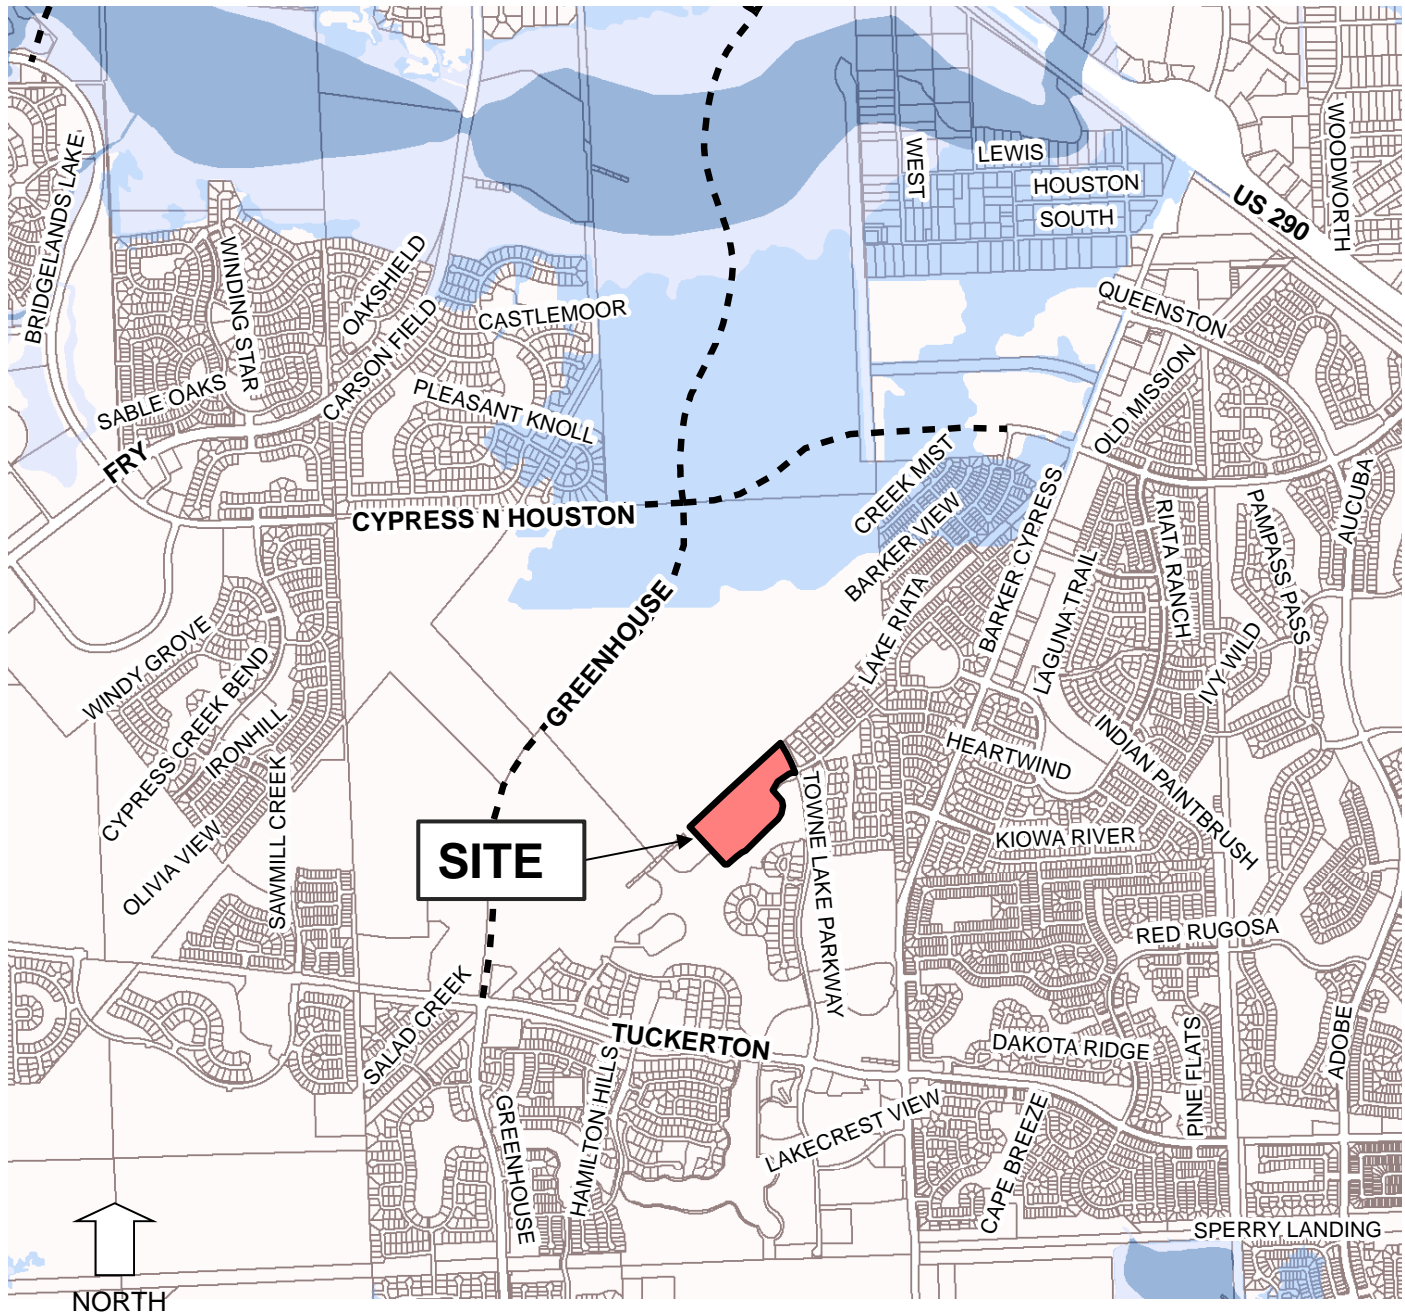 WOODWORTH
WEST
LEWIS
HOUSTON
SOUTH
US 290
BRIDGELANDS LAKE
WINDING STAR
OAKSHIELD
CARSON FIELD
CASTLEMOOR
QUEENSTON
OLD MISSION
SABLE OAKS
PLEASANT KNOLL
FRY
CYPRESS N HOUSTON
CREEK MIST
BARKER VIEW
BARKER CYPRESS
RIATA RANCH
PAMPASS PASS
AUCUBA
LAGUNA TRAIL
LAKE RIATA
GREENHOUSE
WINDY GROVE
CYPRESS CREEK BEND
IRONHILL
IVY WILD
INDIAN PAINTBRUSH
HEARTWIND
SAWMILL CREEK
OLIVIA VIEW
TOWNE LAKE PARKWAY
KIOWA RIVER
SITE
RED RUGOSA
SALAD CREEK
TUCKERTON
DAKOTA RIDGE
PINE FLATS
ADOBE
GREENHOUSE
HAMILTON HILLS
LAKECREST VIEW
CAPE BREEZE
SPERRY LANDING
NORTH